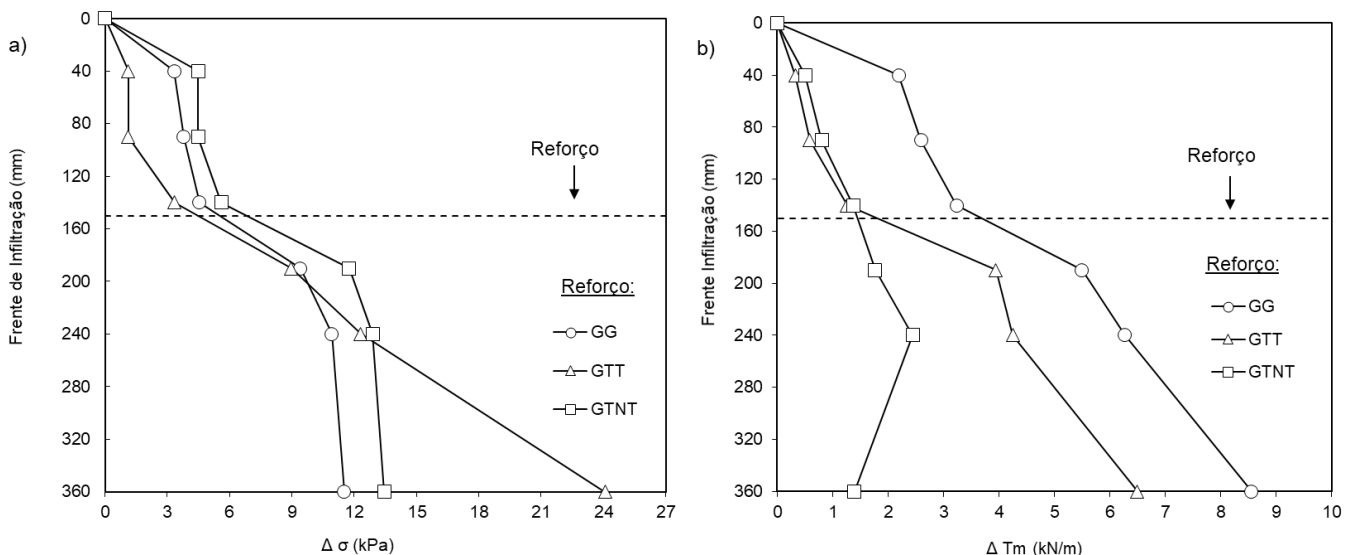 a)
Frente de Infiltração (mm)
0
40
80
120
160
200
240
280
320
360
0 3 6 9 12 15 18 21 24 27
Δ σ (kPa)
Reforço
Reforço:
GG
GTT
GTNT
b)
Frente Infiltração (mm)
0
40
80
120
160
200
240
280
320
360
0 1 2 3 4 5 6 7 8 9 10
Δ Tm (kN/m)
Reforço
Reforço:
GG
GTT
GTNT